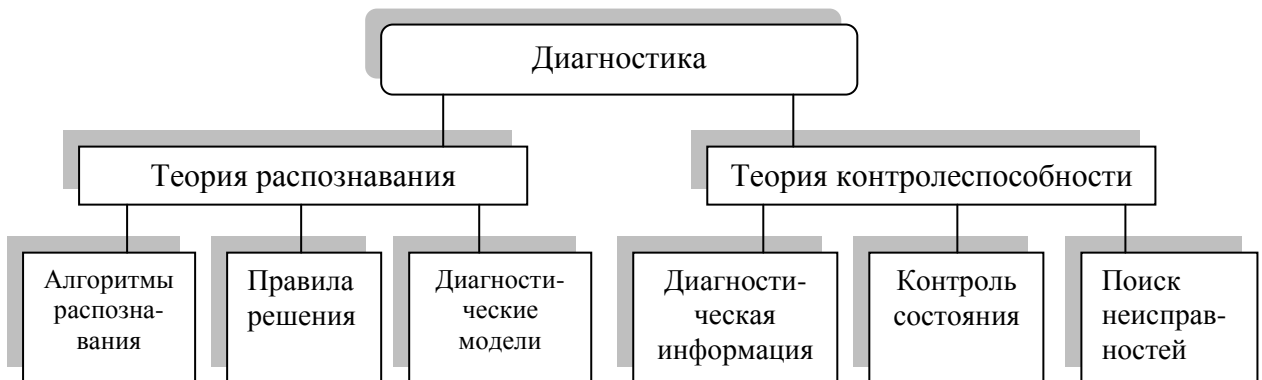 Диагностика
Теория распознавания
Теория контролеспособности
Алгоритмы
распозна-
вания
Правила
решения
Диагности-
ческие
модели
Диагности-
ческая
информация
Контроль
состояния
Поиск
неисправ-
ностей